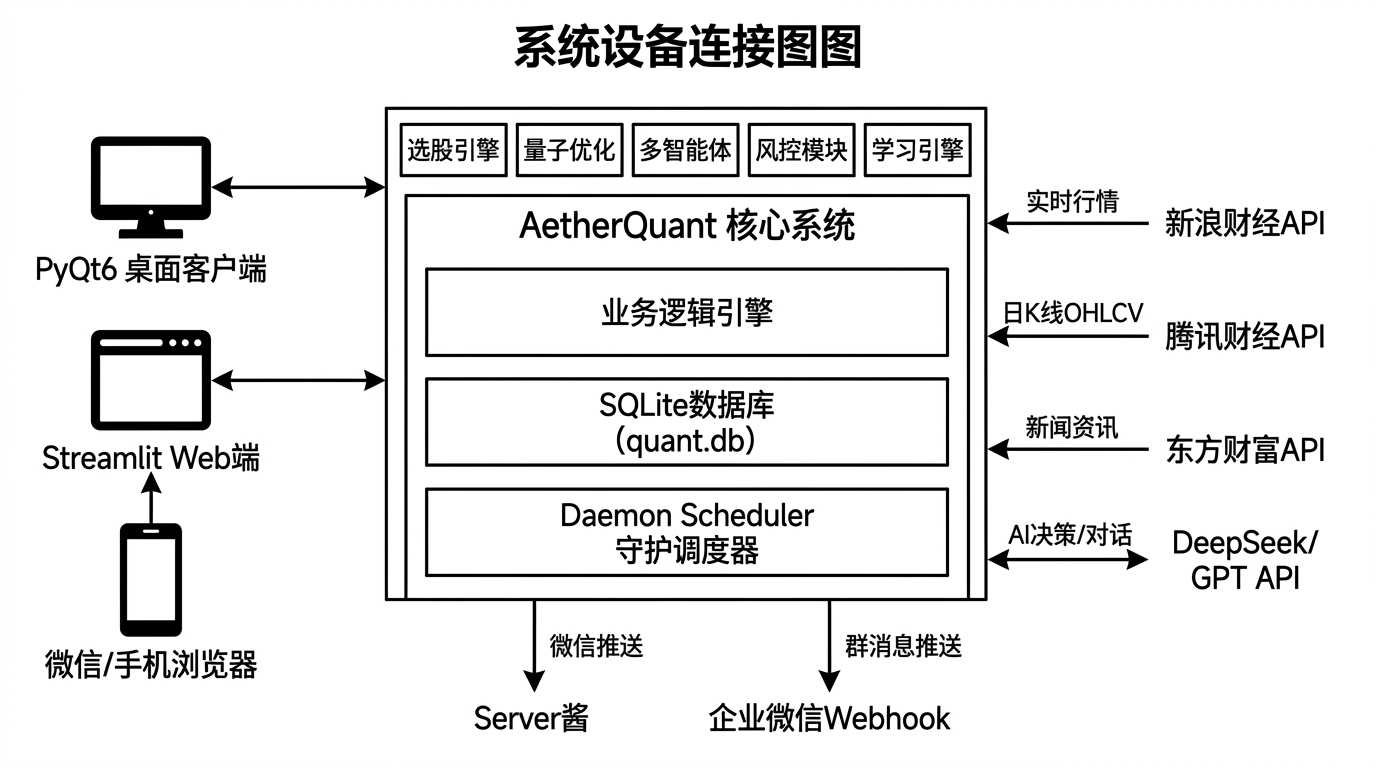 系统设备连接图图
选股引擎
量子优化
多智能体
风控模块
学习引擎
AetherQuant 核心系统
业务逻辑引擎
SQLite数据库
(quant.db)
Daemon Scheduler
守护调度器
PyQt6 桌面客户端
Streamlit Web端
微信/手机浏览器
实时行情
新浪财经API
日K线OHLCV
腾讯财经API
新闻资讯
东方财富API
AI决策/对话
DeepSeek/
GPT API
微信推送
群消息推送
Server酱
企业微信Webhook